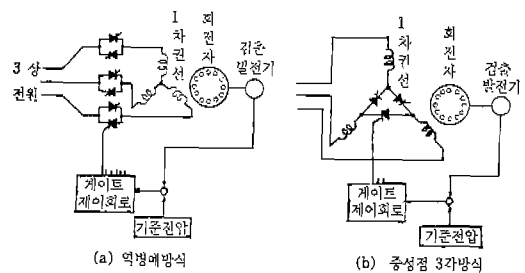 3 상
전원
1
차
권
선
회
전
자
검출
발전기
게이트
제어회로
기준전압
(a) 역병예방식
1
차
권
선
회
전
자
검출
발전기
게이트
제어회로
기준전압
(b) 중성점 3각방식